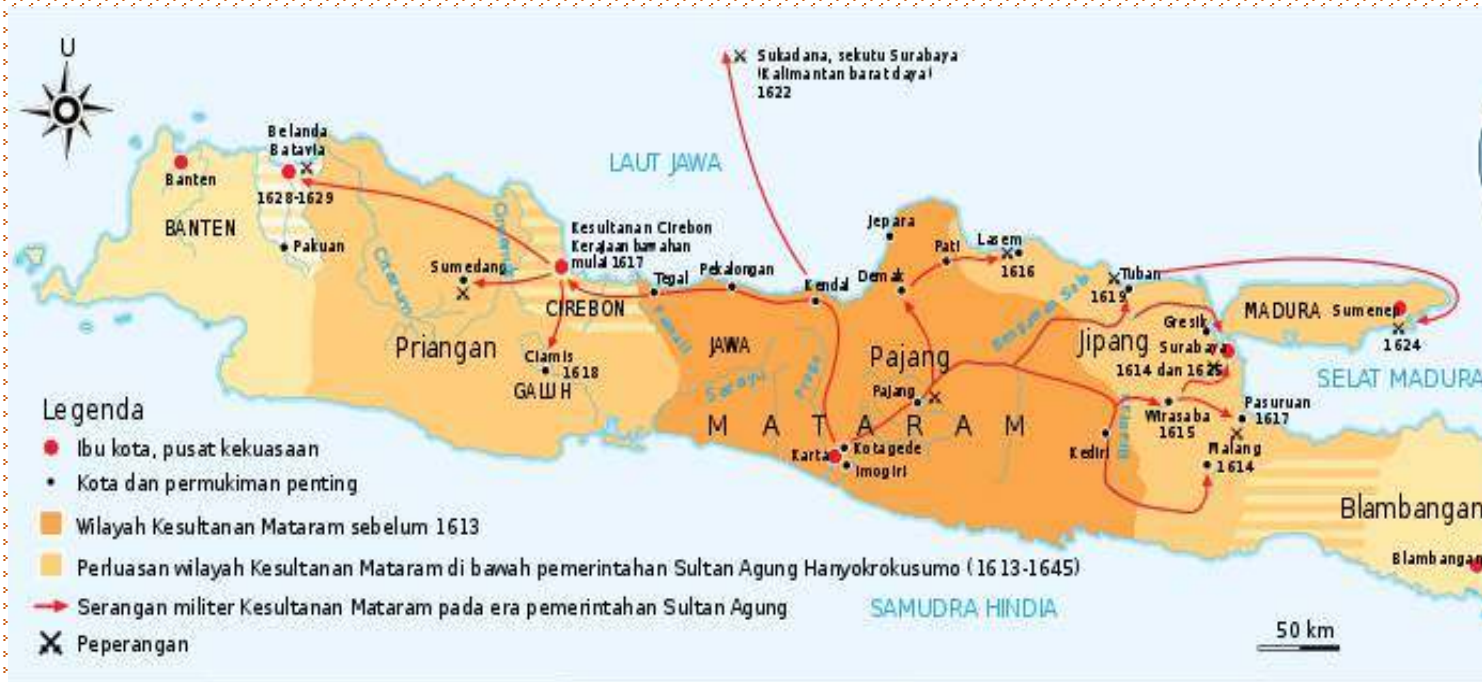 U
Sukadana, sekutu Surabaya
(Kalimantan barat daya)
1622
Belanda
Batavia
1628-1629
Banten
BANTEN
Pakuan
LAUT JAWA
Kesultanan Cirebon
Kerajaan bawahan
mulai 1617
Sumedang
Citarum
Priangan
CIREBON
Ciamis
1618
GALUH
Tegal
Pekalongan
Kendal
Jepara
Pati
Lasem
1616
Demak
Tuban
1619
JAWA
Serayu
Progo
Pajang
Pajang
Jipang
Gresik
Surabaya
1614 dan 1625
MADURA
Sumenep
1624
SELAT MADURA
MATARAM
Karta
Kotagede
Imogiri
Kediri
Wirasaba
1615
Pasuruan
1617
Malang
1614
Blambangan
Blambangan
Legenda
Ibu kota, pusat kekuasaan
Kota dan permukiman penting
Wilayah Kesultanan Mataram sebelum 1613
Perluasan wilayah Kesultanan Mataram di bawah pemerintahan Sultan Agung Hanyokrokusumo (1613-1645)
Serangan militer Kesultanan Mataram pada era pemerintahan Sultan Agung
Peperangan
SAMUDRA HINDIA
50 km